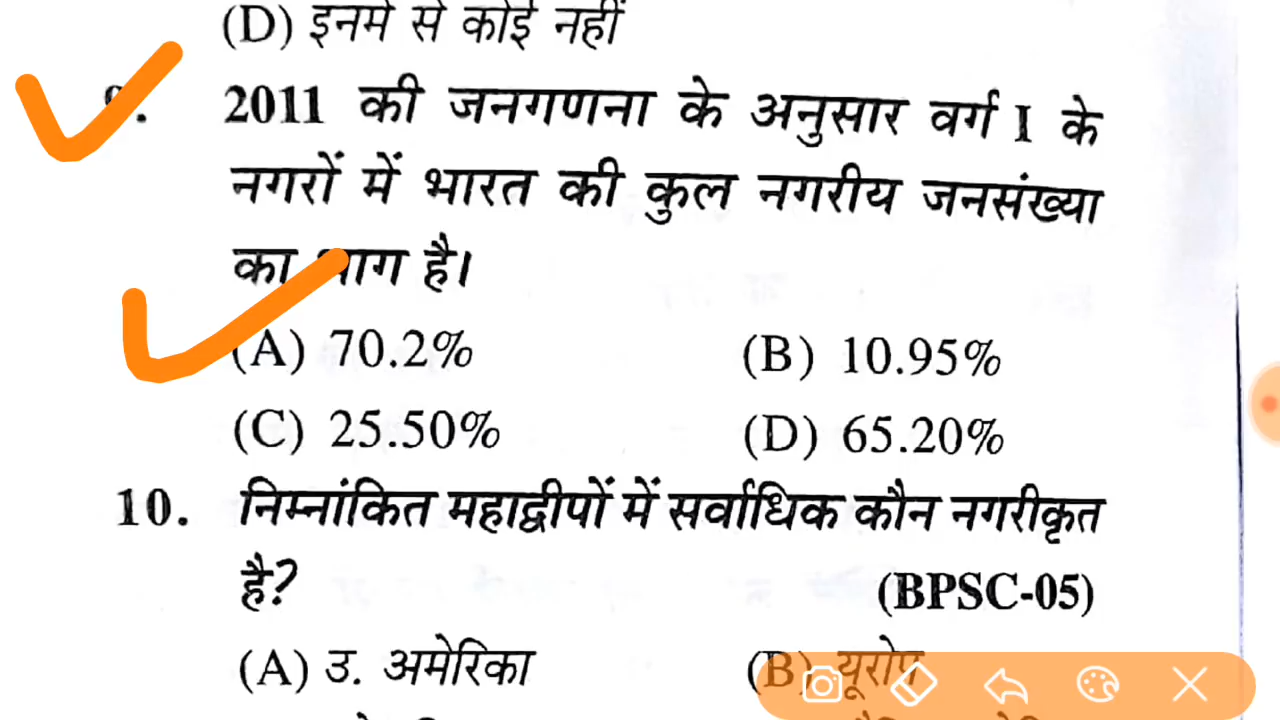 (D) इनमें से कोई नहीं
9. 2011 की जनगणना के अनुसार वर्ग I के
नगरों में भारत की कुल नगरीय जनसंख्या
का भाग है।
(A) 70.2% (B) 10.95%
(C) 25.50% (D) 65.20%
10. निम्नांकित महाद्वीपों में सर्वाधिक कौन नगरीकृत
है? (BPSC-05)
(A) उ. अमेरिका (B) यूरोप